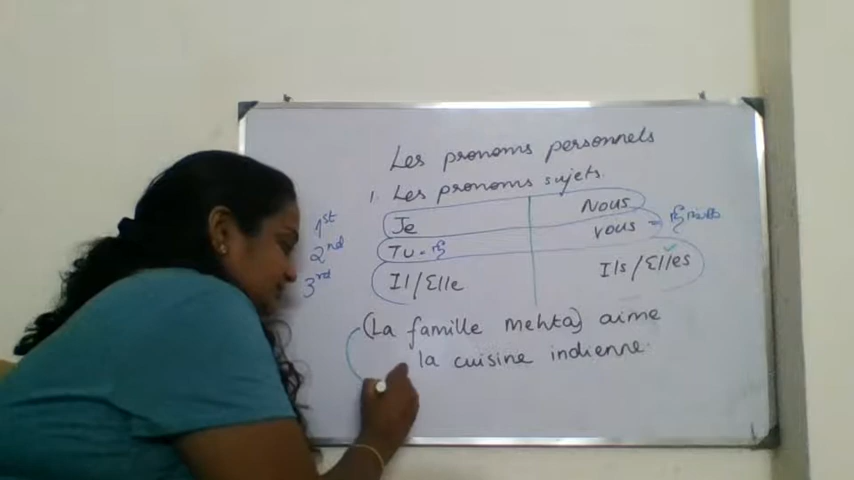 Les pronoms personnels
1. Les pronoms sujets.
1st Je Nous
2nd Tu - நீ vous - நீங்கள்
3rd Il/Elle Ils/Elles
(La famille mehta) aime
la cuisine indienne.